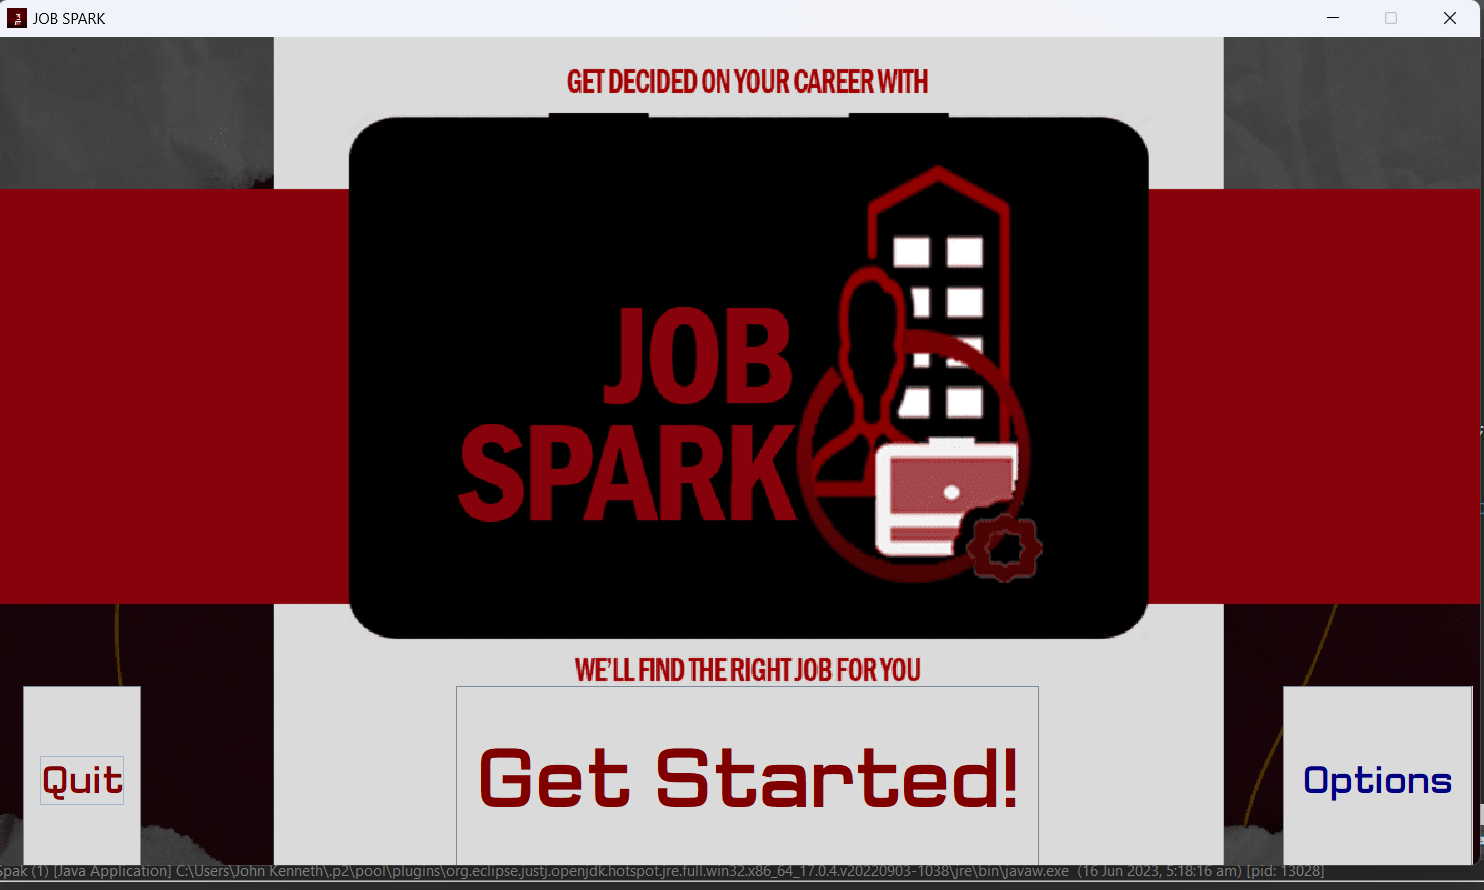 JOB SPARK
GET DECIDED ON YOUR CAREER WITH
JOB
SPARK
WE'LL FIND THE RIGHT JOB FOR YOU
Quit
Get Started!
Options
Spak (1) [Java Application] C:\Users\John Kenneth\.p2\pool\plugins\org.eclipse.justj.openjdk.hotspot.jre.full.win32.x86_64_17.0.4.v20220903-1038\jre\bin\javaw.exe (16 Jun 2023, 5:18:16 am) [pid: 13028]